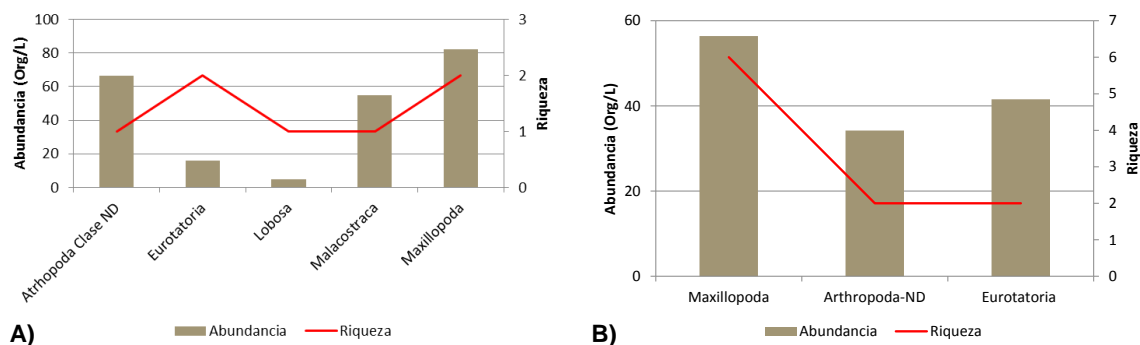 100
80
60
40
20
0
Abundancia (Org/L)
3
2
1
0
Riqueza
Atrhopoda Clase ND
Eurotatoria
Lobosa
Malacostraca
Maxillopoda
Abundancia
Riqueza
A)
60
40
20
0
Abundancia (Org/L)
7
6
5
4
3
2
1
0
Riqueza
Maxillopoda Arthropoda-ND Eurotatoria
Abundancia Riqueza
B)